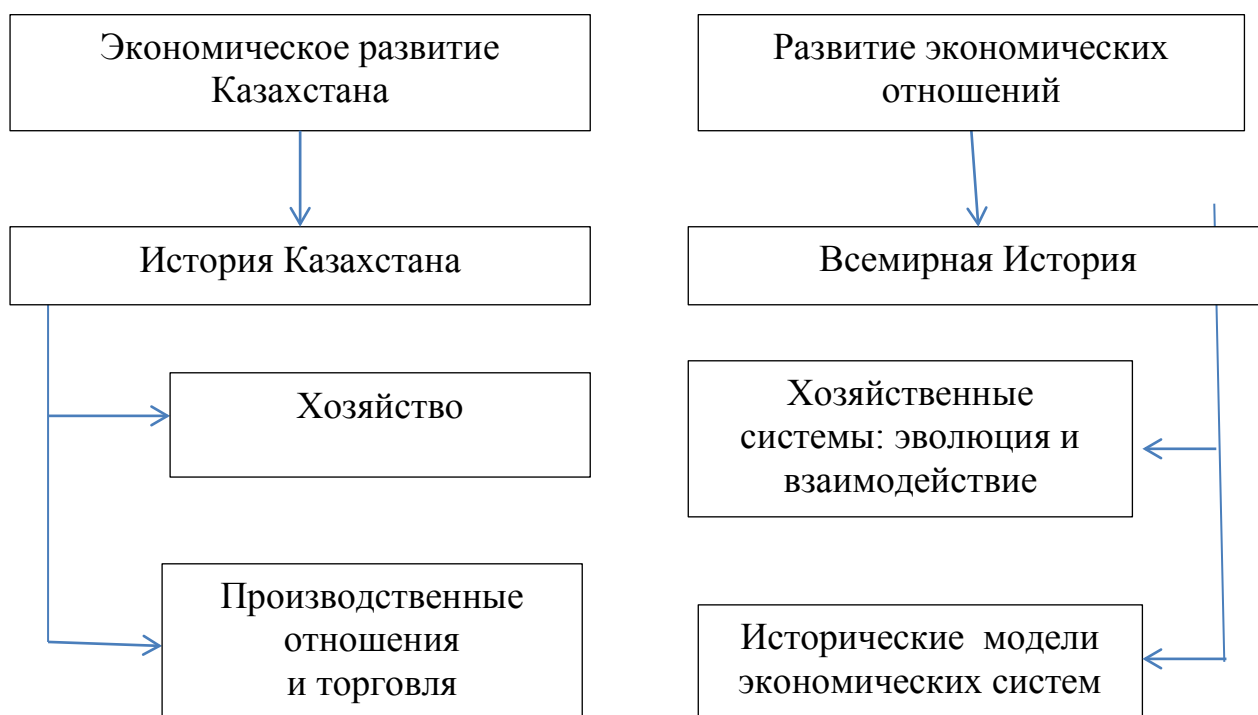 Экономическое развитие
Казахстана
Развитие экономических
отношений
История Казахстана
Всемирная История
Хозяйство
Хозяйственные
системы: эволюция и
взаимодействие
Производственные
отношения
и торговля
Исторические модели
экономических систем